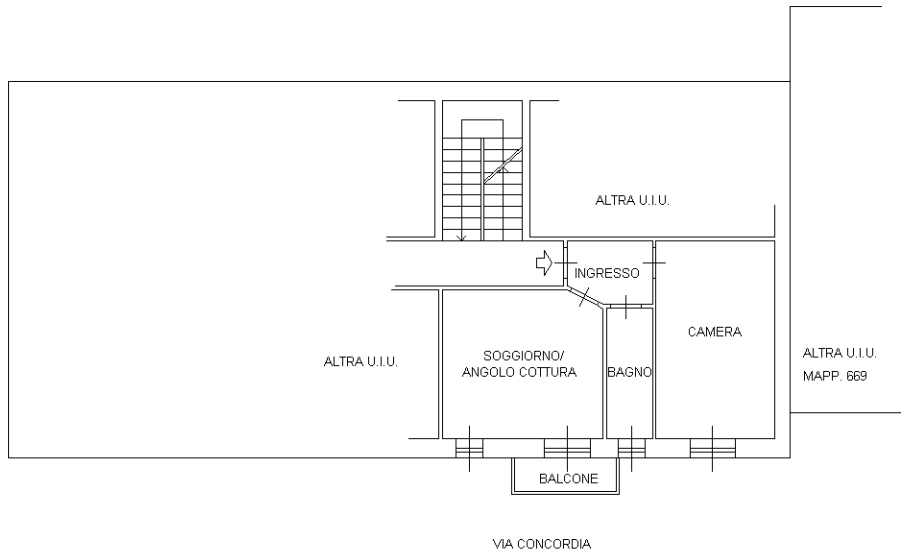 ALTRA U.I.U.
INGRESSO
CAMERA
ALTRA U.I.U.
MAPP. 669
ALTRA U.I.U.
SOGGIORNO/
ANGOLO COTTURA
BAGNO
BALCONE
VIA CONCORDIA